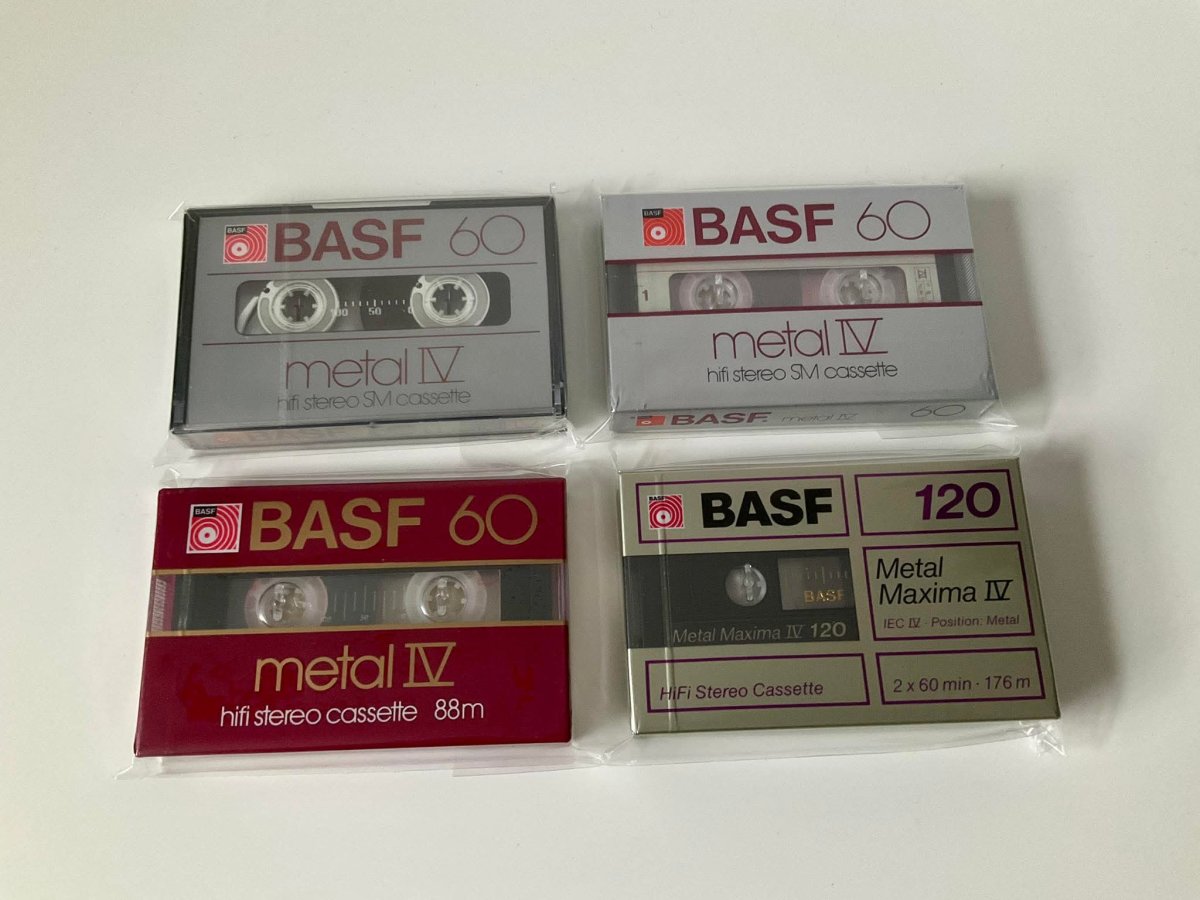 BASF BASF 60
100 50 0
metal IV
hifi stereo SM cassette
BASF BASF 60
1
metal IV
hifi stereo SM cassette
BASF metal IV 60
BASF BASF 60
metal IV
hifi stereo cassette 88m
BASF BASF 120
BASF
Metal Maxima IV 120
Metal
Maxima IV
IEC IV · Position: Metal
HiFi Stereo Cassette
2 x 60 min · 176 m